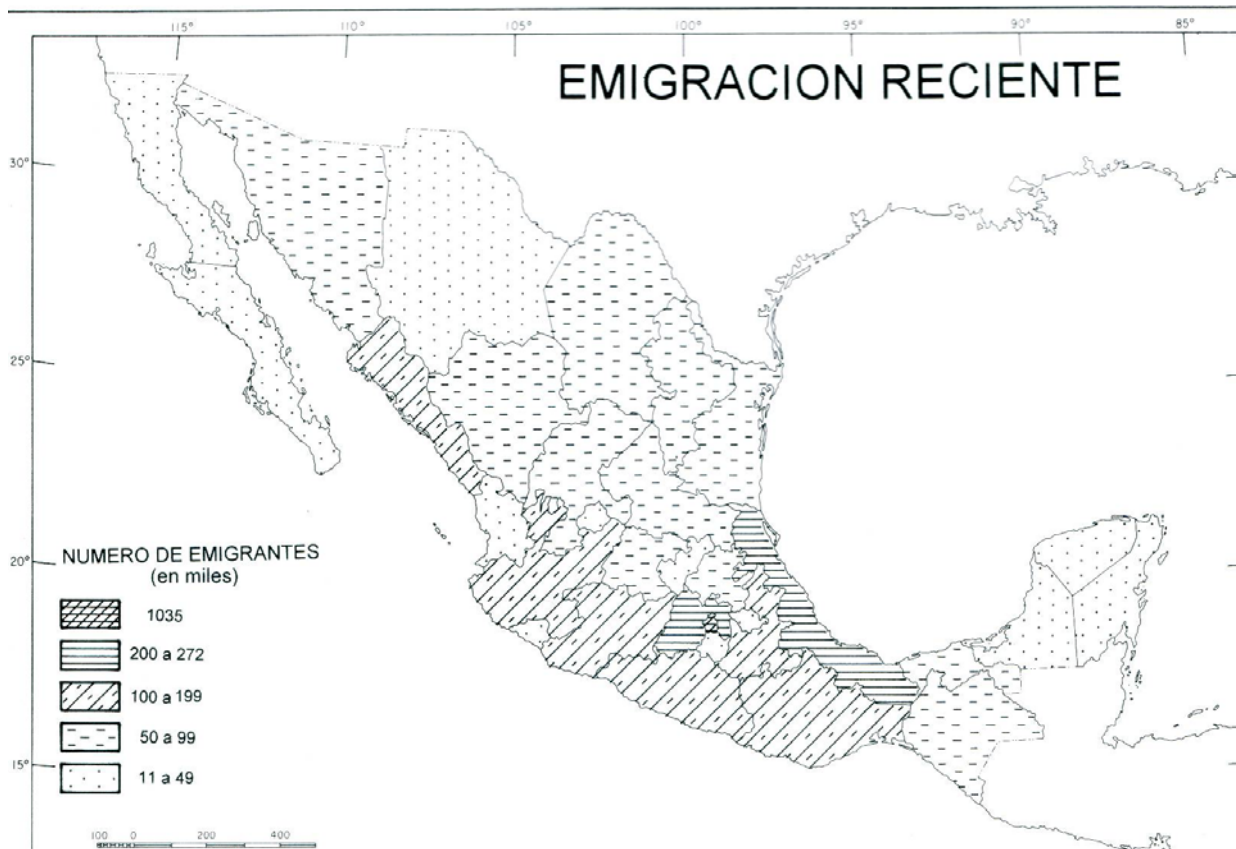 115° 110° 105° 100° 95° 90° 85°
EMIGRACION RECIENTE
30°
25°
20°
15°
NUMERO DE EMIGRANTES
(en miles)
1035
200 a 272
100 a 199
50 a 99
11 a 49
100 0 200 400